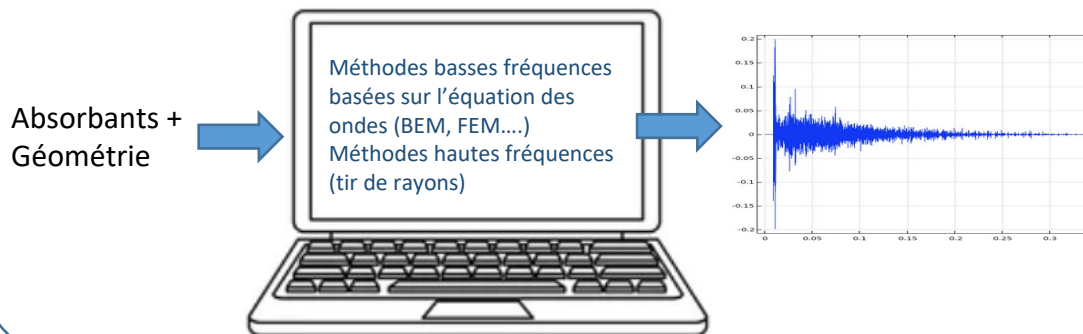 Absorbants +
Géométrie
Méthodes basses fréquences
basées sur l’équation des
ondes (BEM, FEM….)
Méthodes hautes fréquences
(tir de rayons)
0.2
0.15
0.1
0.05
0
-0.05
-0.1
-0.15
-0.2
0 0.05 0.1 0.15 0.2 0.25 0.3